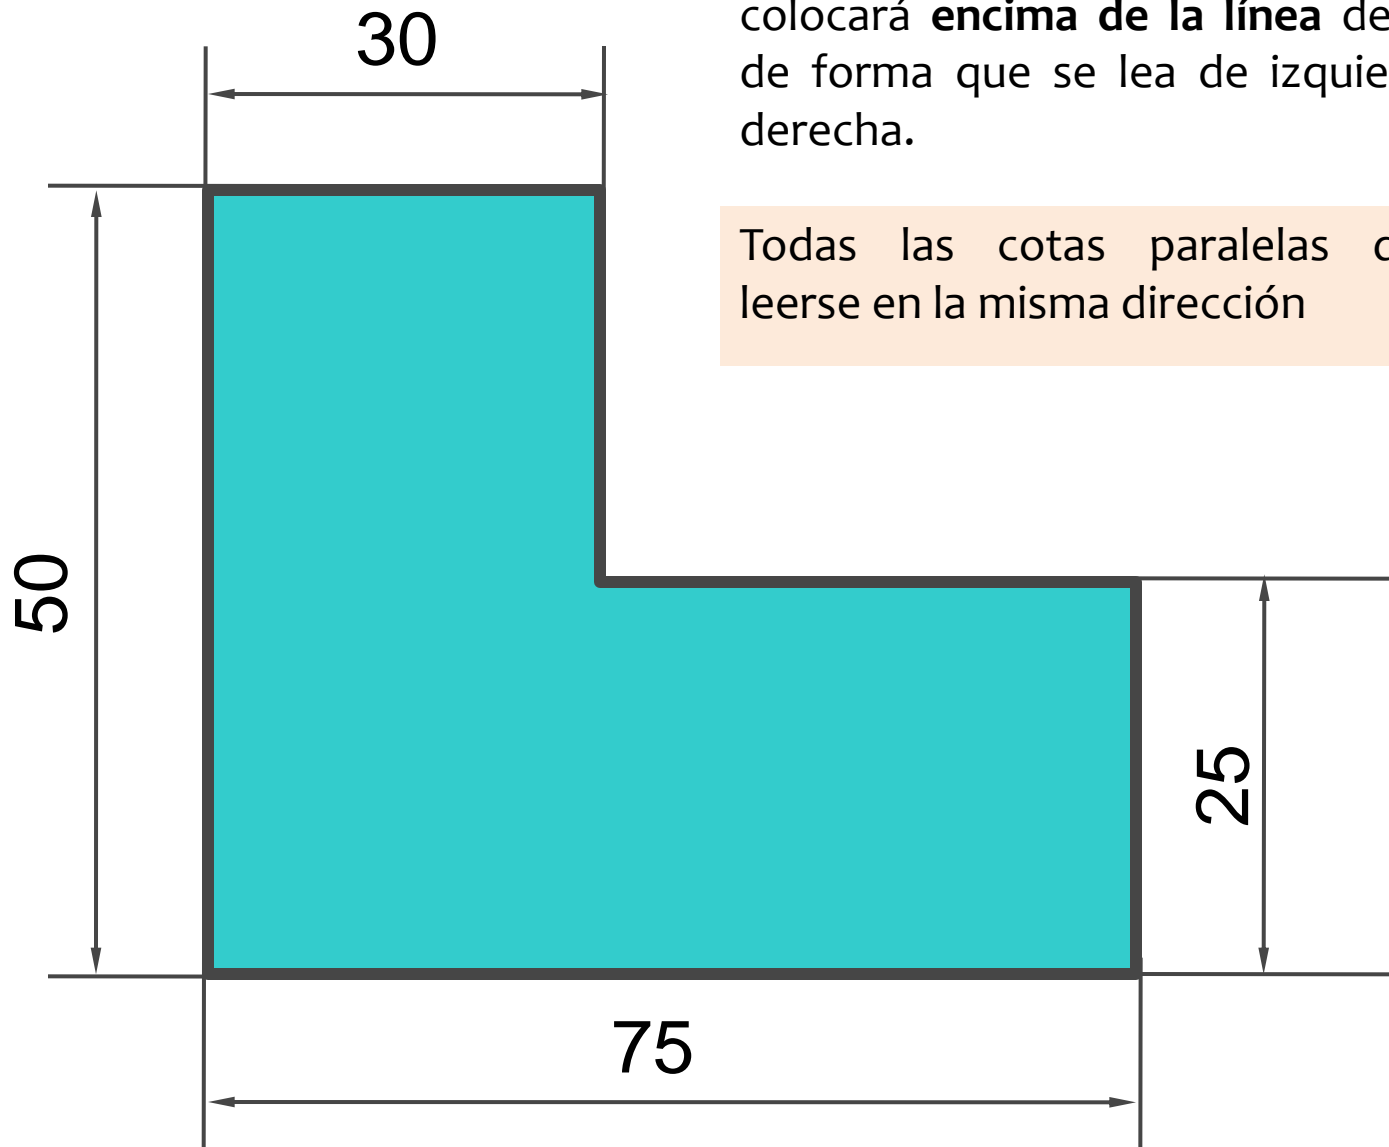 30
colocará encima de la línea de
de forma que se lea de izquie
derecha.
Todas las cotas paralelas
leerse en la misma dirección
50
25
75